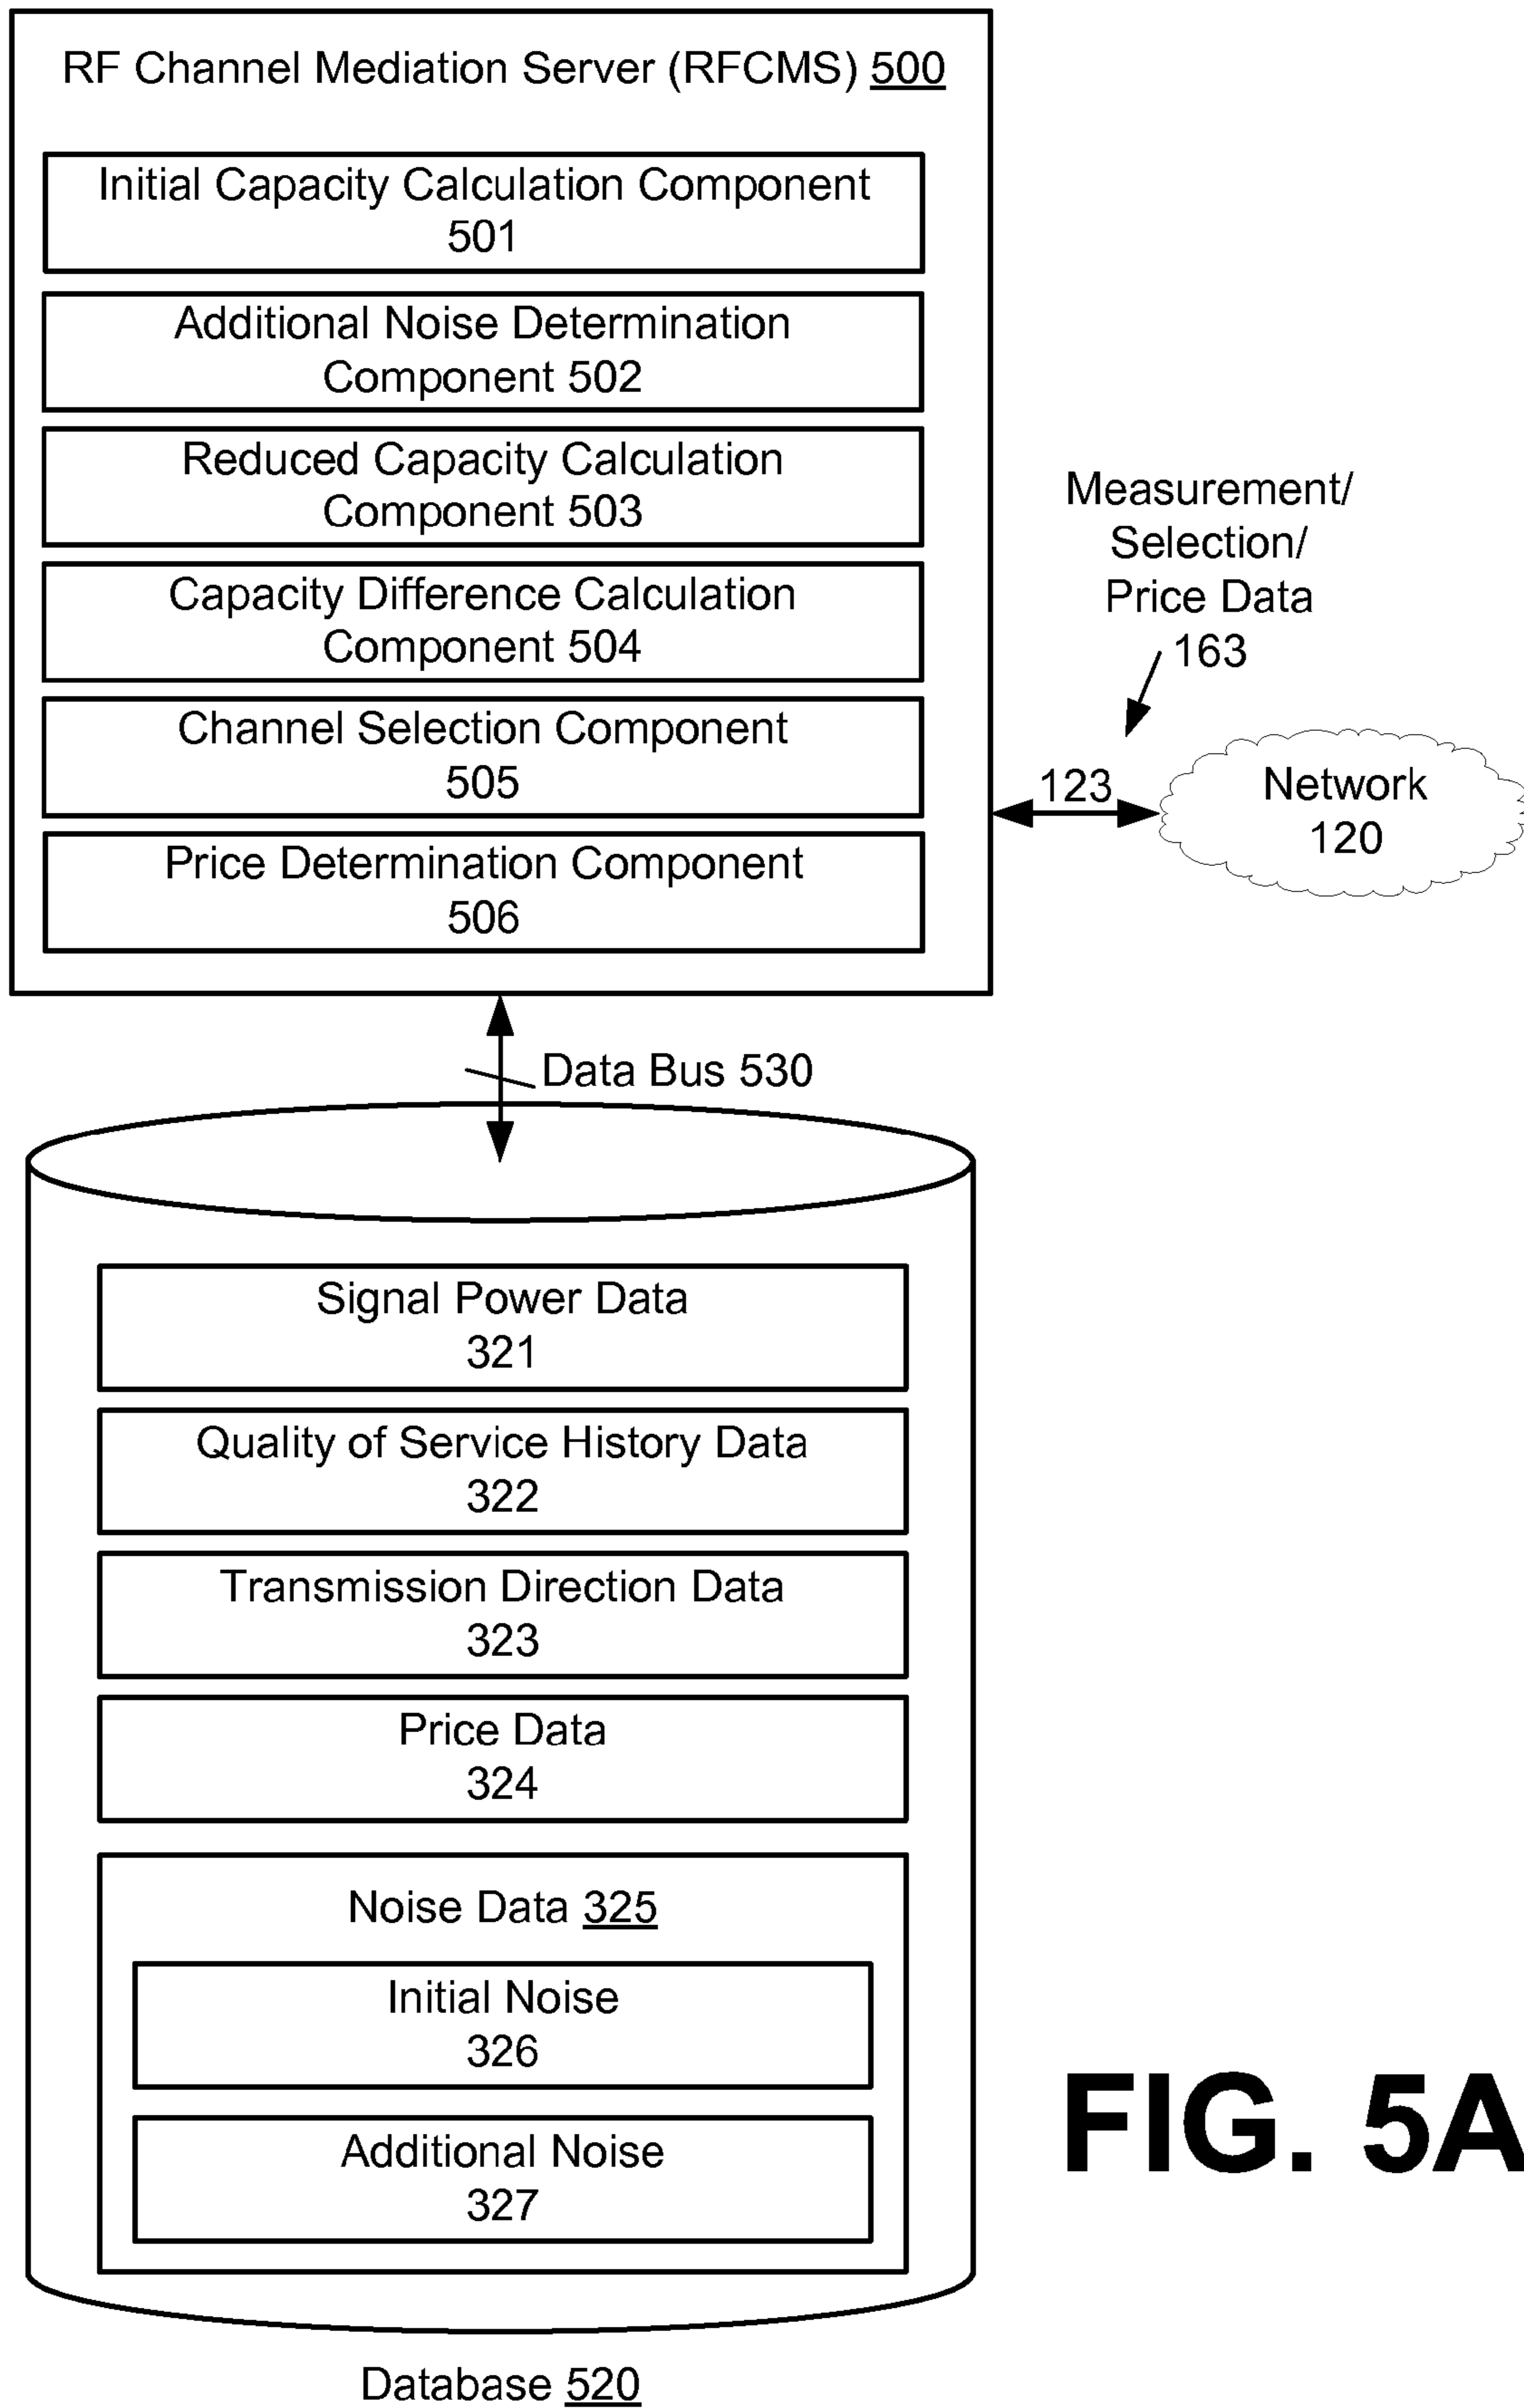 RF Channel Mediation Server (RFCMS) 500
Initial Capacity Calculation Component
501
Additional Noise Determination
Component 502
Reduced Capacity Calculation
Component 503
Capacity Difference Calculation
Component 504
Channel Selection Component
505
Price Determination Component
506
Measurement/
Selection/
Price Data
163
123
Network
120
Data Bus 530
Signal Power Data
321
Quality of Service History Data
322
Transmission Direction Data
323
Price Data
324
Noise Data 325
Initial Noise
326
Additional Noise
327
Database 520
FIG. 5A